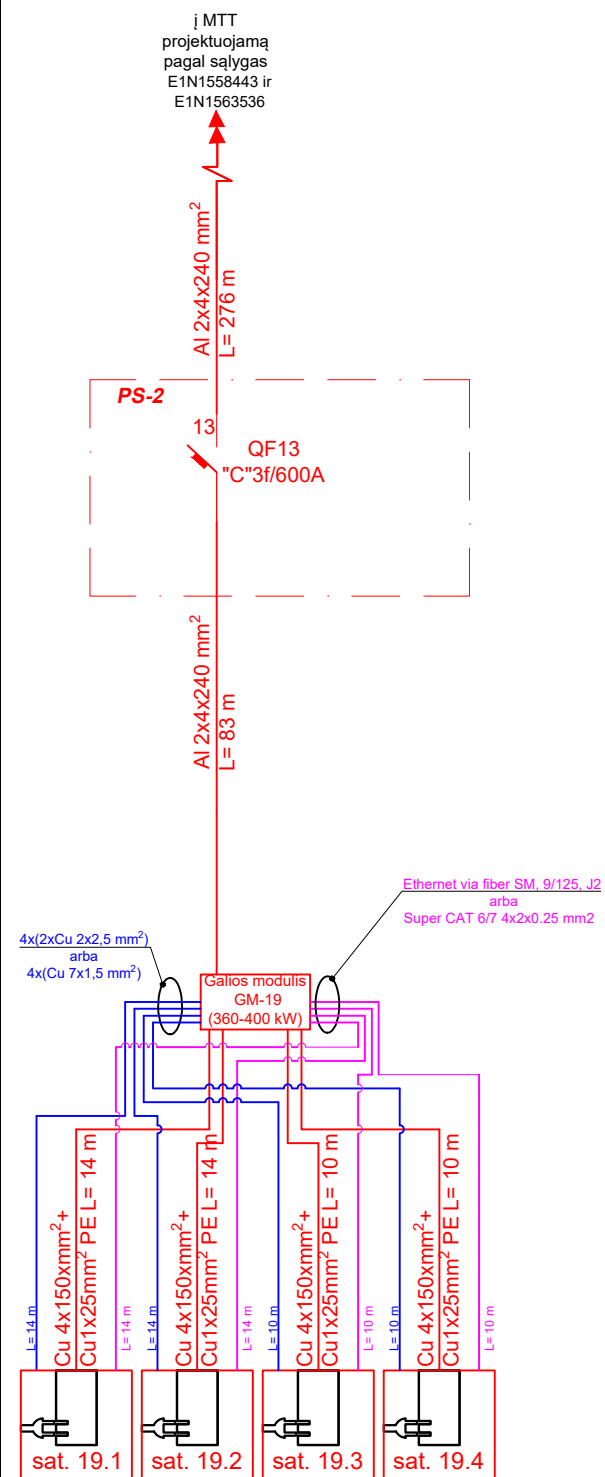 į MTT
projektuojamą
pagal sąlygas
E1N1558443 ir
E1N1563536
Al 2x4x240 mm²
L= 276 m
PS-2
13
QF13
"C"3f/600A
Al 2x4x240 mm²
L= 83 m
Ethernet via fiber SM, 9/125, J2
arba
Super CAT 6/7 4x2x0.25 mm2
4x(2xCu 2x2,5 mm²)
arba
4x(Cu 7x1,5 mm²)
Galios modulis
GM-19
(360-400 kW)
L= 14 m
Cu 4x150xmm²+
Cu1x25mm² PE L= 14 m
L= 14 m
L= 14 m
Cu 4x150xmm²+
Cu1x25mm² PE L= 14 m
L= 14 m
L= 10 m
Cu 4x150xmm²+
Cu1x25mm² PE L= 10 m
L= 10 m
L= 10 m
Cu 4x150xmm²+
Cu1x25mm² PE L= 10 m
L= 10 m
sat. 19.1
sat. 19.2
sat. 19.3
sat. 19.4